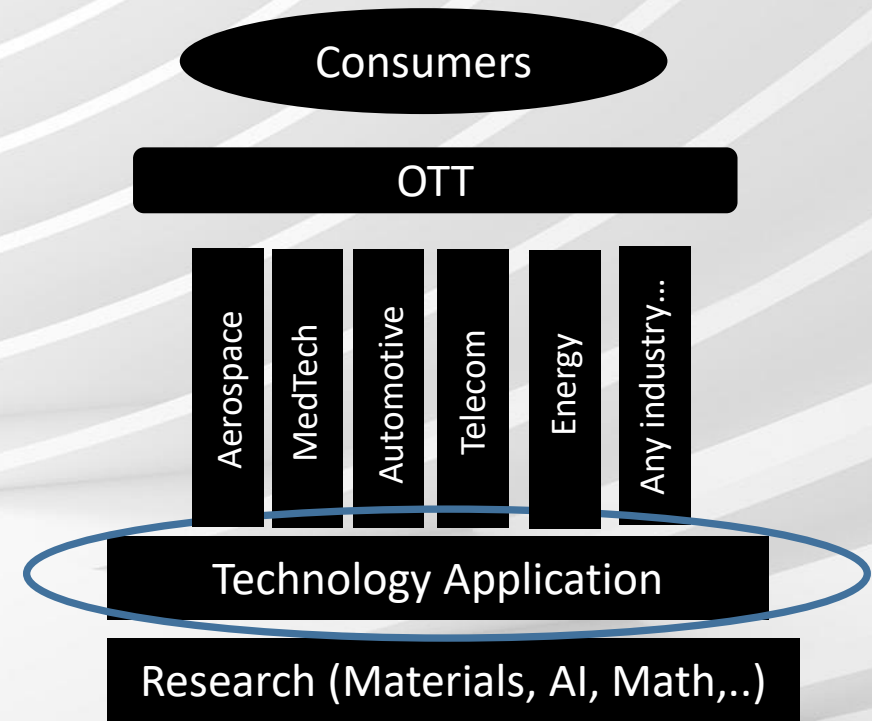 Consumers
OTT
Aerospace
MedTech
Automotive
Telecom
Energy
Any industry...
Technology Application
Research (Materials, AI, Math,..)